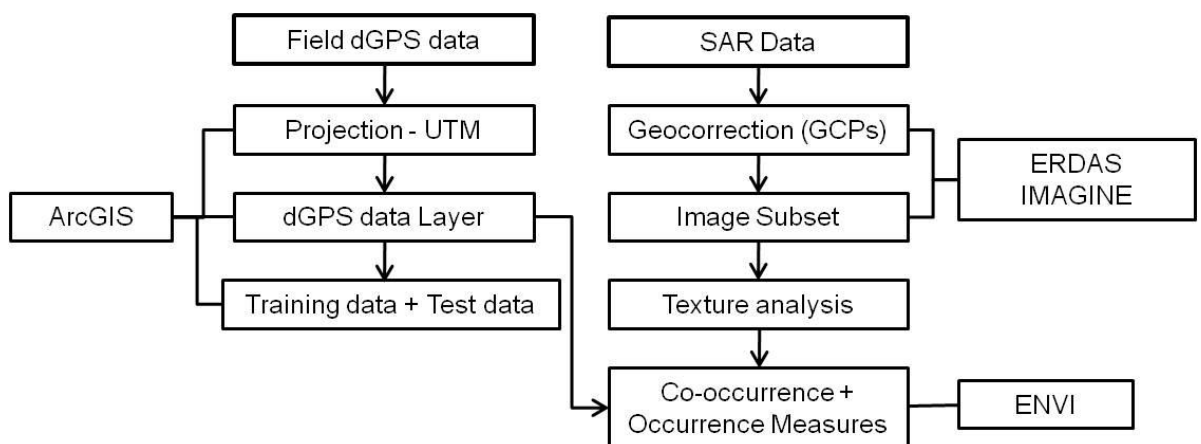 Field dGPS data
SAR Data
Projection - UTM
Geocorrection (GCPs)
ERDAS
IMAGINE
ArcGIS
dGPS data Layer
Image Subset
Training data + Test data
Texture analysis
Co-occurrence +
Occurrence Measures
ENVI